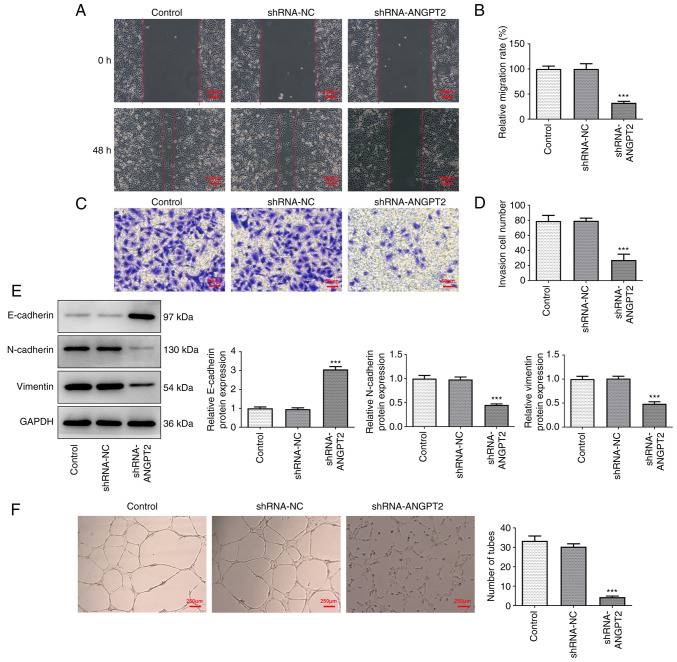 A
Control
shRNA-NC
shRNA-ANGPT2
0 h
48 h
B
Relative migration rate (%)
150
100
50
0
Control
shRNA-NC
shRNA-
ANGPT2
***
C
Control
shRNA-NC
shRNA-ANGPT2
D
Invasion cell number
100
80
60
40
20
0
Control
shRNA-NC
shRNA-
ANGPT2
***
E
E-cadherin
97 kDa
N-cadherin
130 kDa
Vimentin
54 kDa
GAPDH
36 kDa
Control
shRNA-NC
shRNA-
ANGPT2
Relative E-cadherin
protein expression
4
3
2
1
0
Control
shRNA-NC
shRNA-
ANGPT2
***
Relative N-cadherin
protein expression
1.5
1.0
0.5
0.0
Control
shRNA-NC
shRNA-
ANGPT2
***
Relative vimentin
protein expression
1.5
1.0
0.5
0.0
Control
shRNA-NC
shRNA-
ANGPT2
***
F
Control
shRNA-NC
shRNA-ANGPT2
250μm
250μm
250μm
Number of tubes
40
30
20
10
0
Control
shRNA-NC
shRNA-
ANGPT2
***